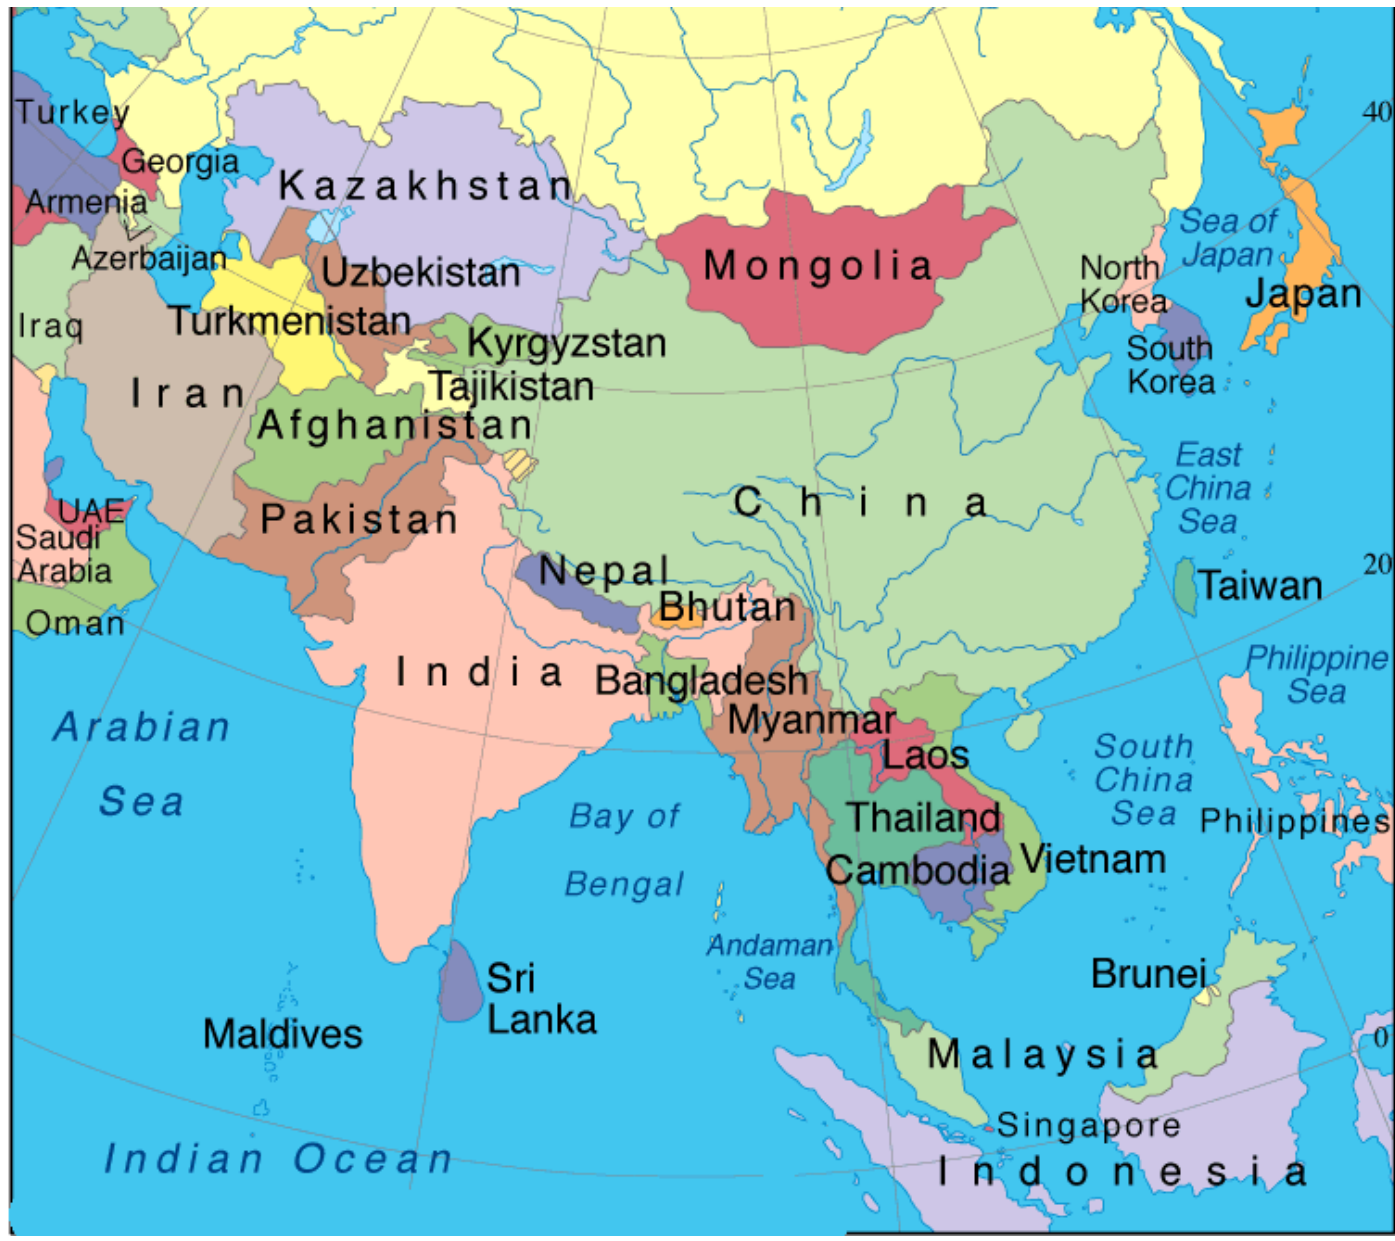 Turkey
40
Georgia
Kazakhstan
Armenia
Sea of
Japan
Azerbaijan
Mongolia
North
Korea
Uzbekistan
Japan
Turkmenistan
Iraq
Kyrgyzstan
South
Korea
Iran
Tajikistan
Afghanistan
East
China
Sea
China
UAE
Pakistan
Saudi
Arabia
Nepal
20
Taiwan
Bhutan
Oman
India
Bangladesh
Philippine
Sea
Myanmar
Arabian
Sea
Laos
South
China
Sea
Bay of
Bengal
Thailand
Philippines
Cambodia
Vietnam
Andaman
Sea
Brunei
Sri
Lanka
Maldives
Malaysia
0
Singapore
Indian Ocean
Indonesia